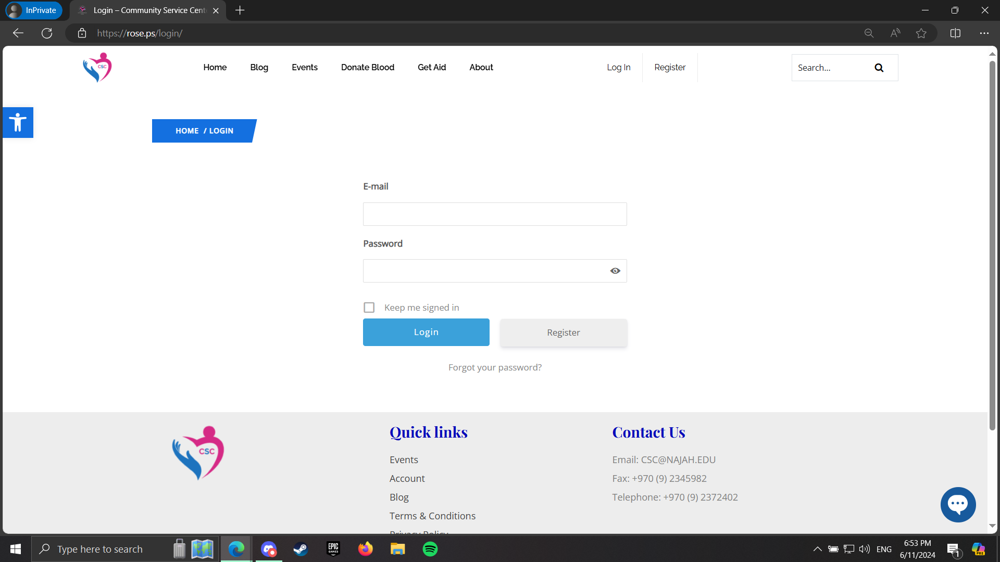 InPrivate
Login – Community Service Cent
https://rose.ps/login/
CSC
Home
Blog
Events
Donate Blood
Get Aid
About
Log In
Register
Search...
HOME / LOGIN
E-mail
Password
Keep me signed in
Login
Register
Forgot your password?
CSC
Quick links
Events
Account
Blog
Terms & Conditions
Privacy Policy
Contact Us
Email: CSC@NAJAH.EDU
Fax: +970 (9) 2345982
Telephone: +970 (9) 2372402
Type here to search
EPIC
GAMES
ENG
6:53 PM
6/11/2024
1
PRE